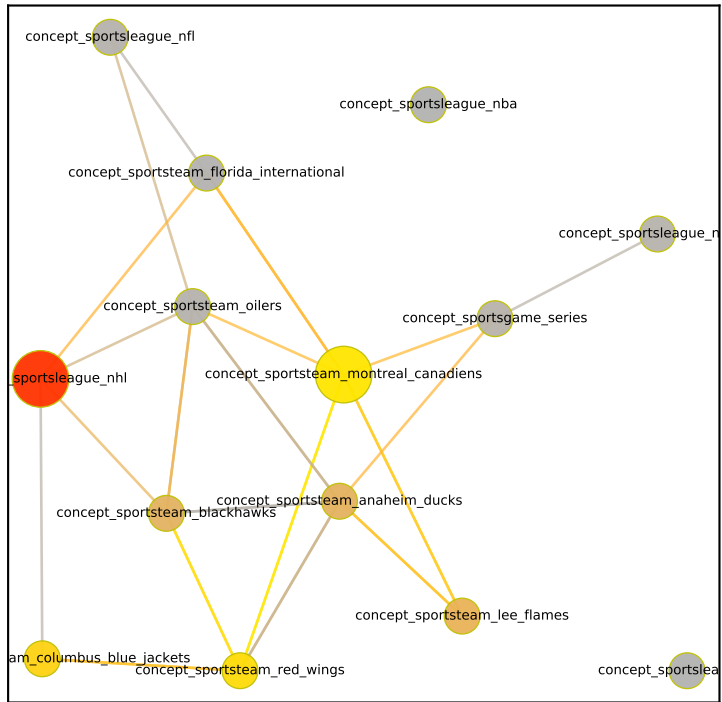 concept_sportsleague_nfl
concept_sportsleague_nba
concept_sportsteam_florida_international
concept_sportsleague_n
concept_sportsteam_oilers
concept_sportsgame_series
concept_sportsteam_montreal_canadiens
_sportsleague_nhl
concept_sportsteam_anaheim_ducks
concept_sportsteam_blackhawks
concept_sportsteam_lee_flames
am_columbus_blue_jackets
concept_sportsteam_red_wings
concept_sportslea